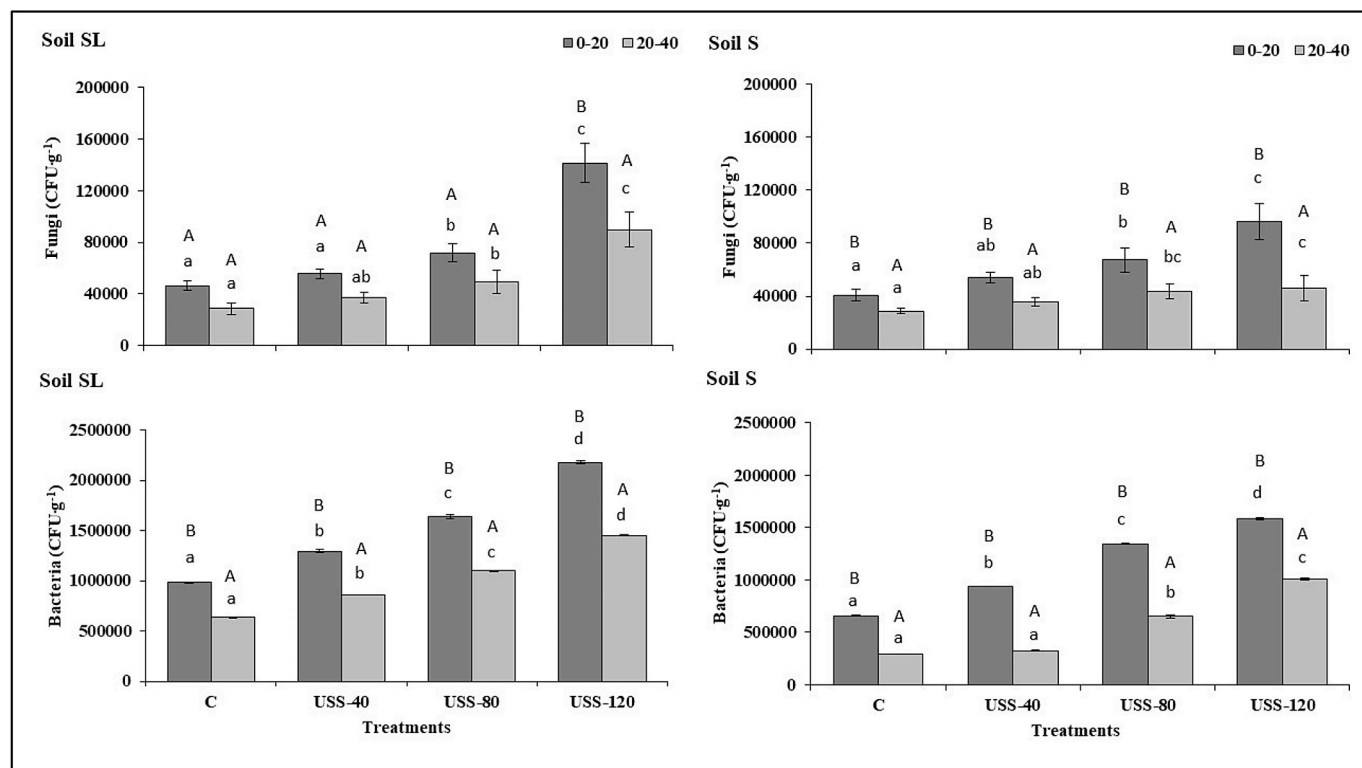 Soil SL
0-20 20-40
Fungi (CFU·g-1)
200000
160000
120000
80000
40000
0
A
a
A
a
A
a
A
ab
A
b
A
b
B
c
A
c
Soil S
0-20 20-40
Fungi (CFU·g-1)
200000
160000
120000
80000
40000
0
B
a
A
a
B
ab
A
ab
B
b
A
bc
B
c
A
c
Soil SL
Bacteria (CFU·g-1)
2500000
2000000
1500000
1000000
500000
0
B
a
A
a
B
b
A
b
B
c
A
c
B
d
A
d
C USS-40 USS-80 USS-120
Treatments
Soil S
Bacteria (CFU·g-1)
2500000
2000000
1500000
1000000
500000
0
B
a
A
a
B
b
A
a
B
c
A
b
B
d
A
c
C USS-40 USS-80 USS-120
Treatments